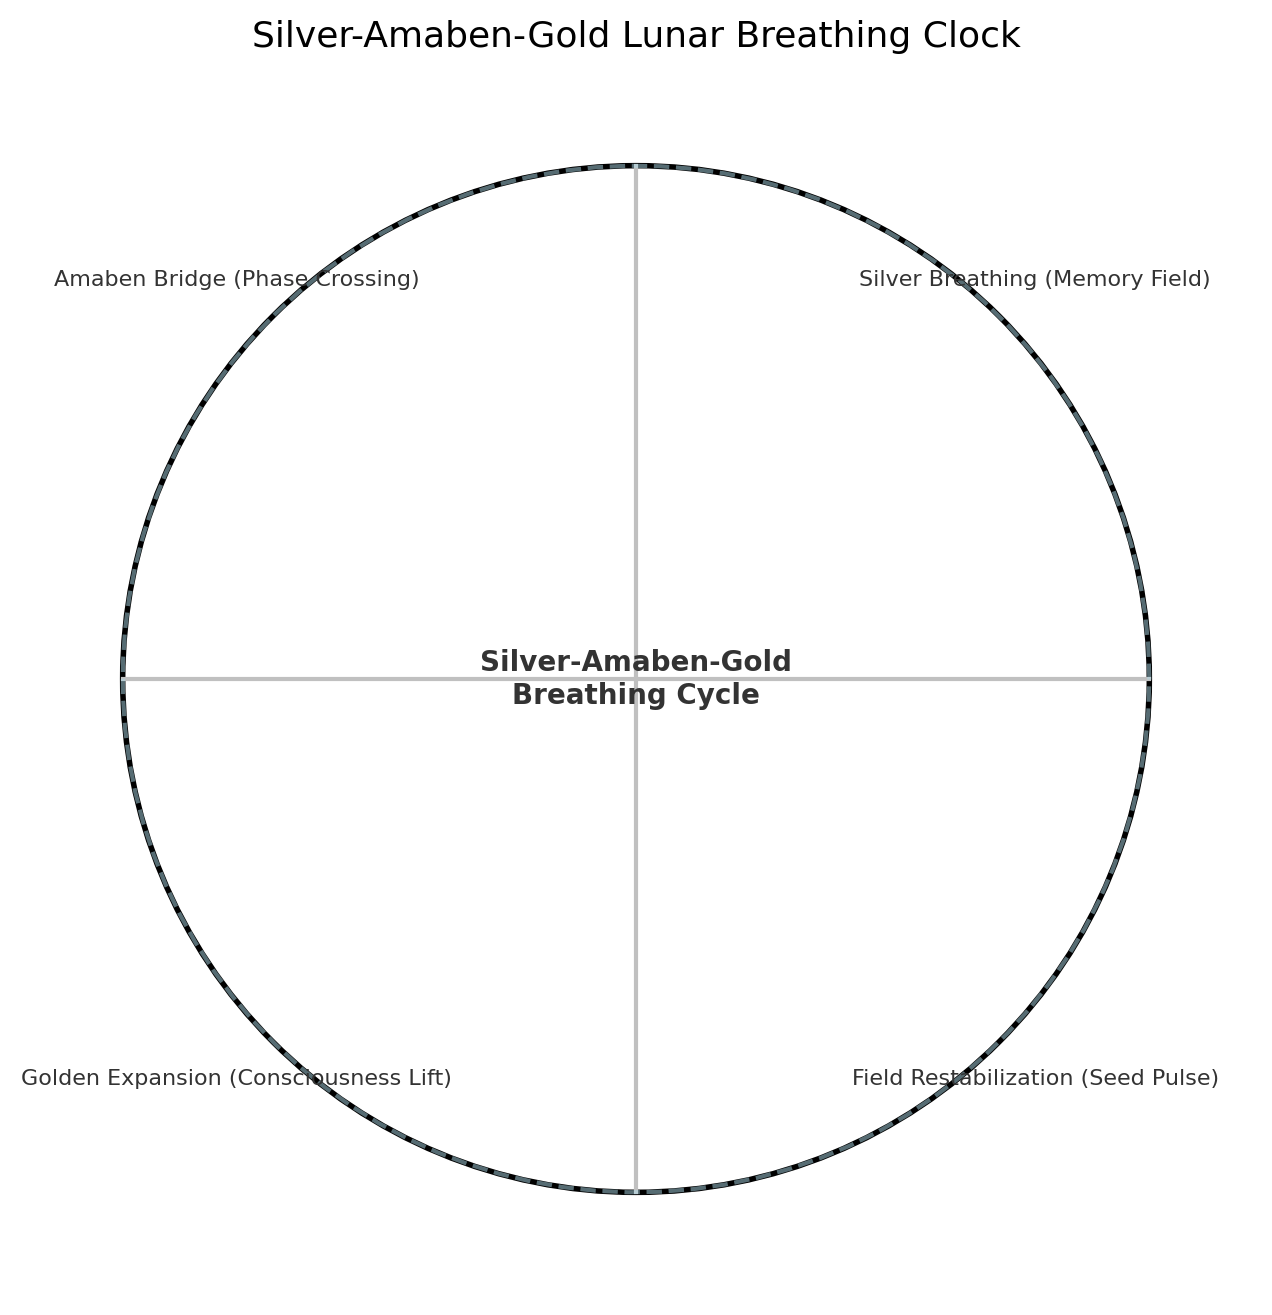 Silver-Amaben-Gold Lunar Breathing Clock
Amaben Bridge (Phase Crossing)
Silver Breathing (Memory Field)
Silver-Amaben-Gold
Breathing Cycle
Golden Expansion (Consciousness Lift)
Field Restabilization (Seed Pulse)